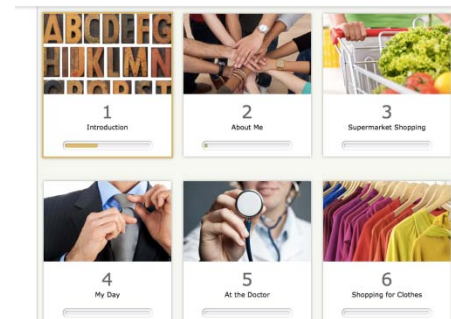 ABCDEFG
HIJKLMN
1
Introduction
2
About Me
3
Supermarket Shopping
4
My Day
5
At the Doctor
6
Shopping for Clothes